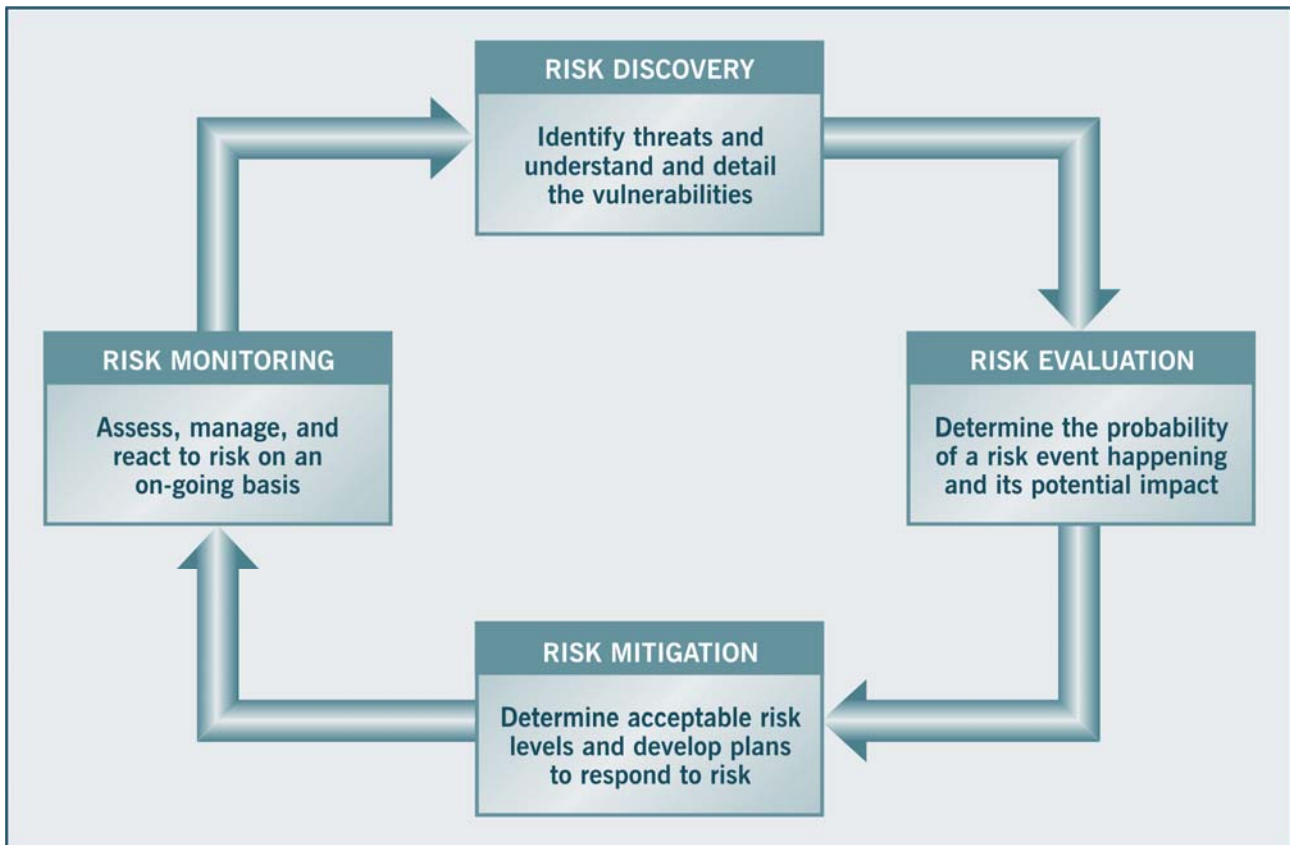 RISK DISCOVERY
Identify threats and
understand and detail
the vulnerabilities
RISK EVALUATION
Determine the probability
of a risk event happening
and its potential impact
RISK MITIGATION
Determine acceptable risk
levels and develop plans
to respond to risk
RISK MONITORING
Assess, manage, and
react to risk on an
on-going basis